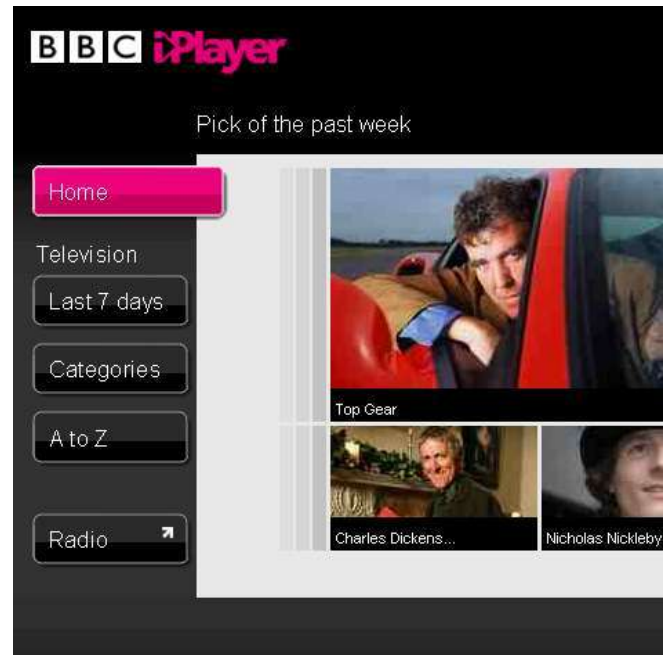 BBC iPlayer
Pick of the past week
Home
Television
Last 7 days
Categories
A to Z
Radio
Top Gear
Charles Dickens...
Nicholas Nickleby